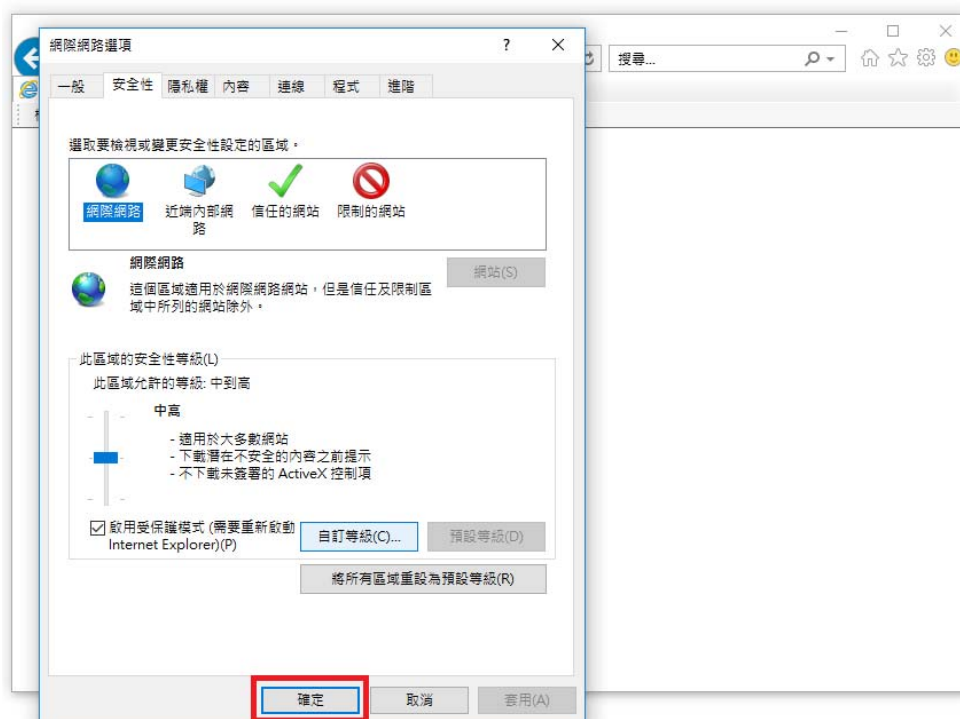 網際網路選項
?
搜尋...
一般 安全性 隱私權 內容 連線 程式 進階
選取要檢視或變更安全性設定的區域。
網際網路 近端內部網路 信任的網站 限制的網站
網際網路
網站(S)
這個區域適用於網際網路網站，但是信任及限制區
域中所列的網站除外。
此區域的安全性等級(L)
此區域允許的等級: 中到高
中高
- 適用於大多數網站
- 下載潛在不安全的內容之前提示
- 不下載未簽署的 ActiveX 控制項
啟用受保護模式 (需要重新啟動
Internet Explorer)(P)
自訂等級(C)... 預設等級(D)
將所有區域重設為預設等級(R)
確定 取消 套用(A)